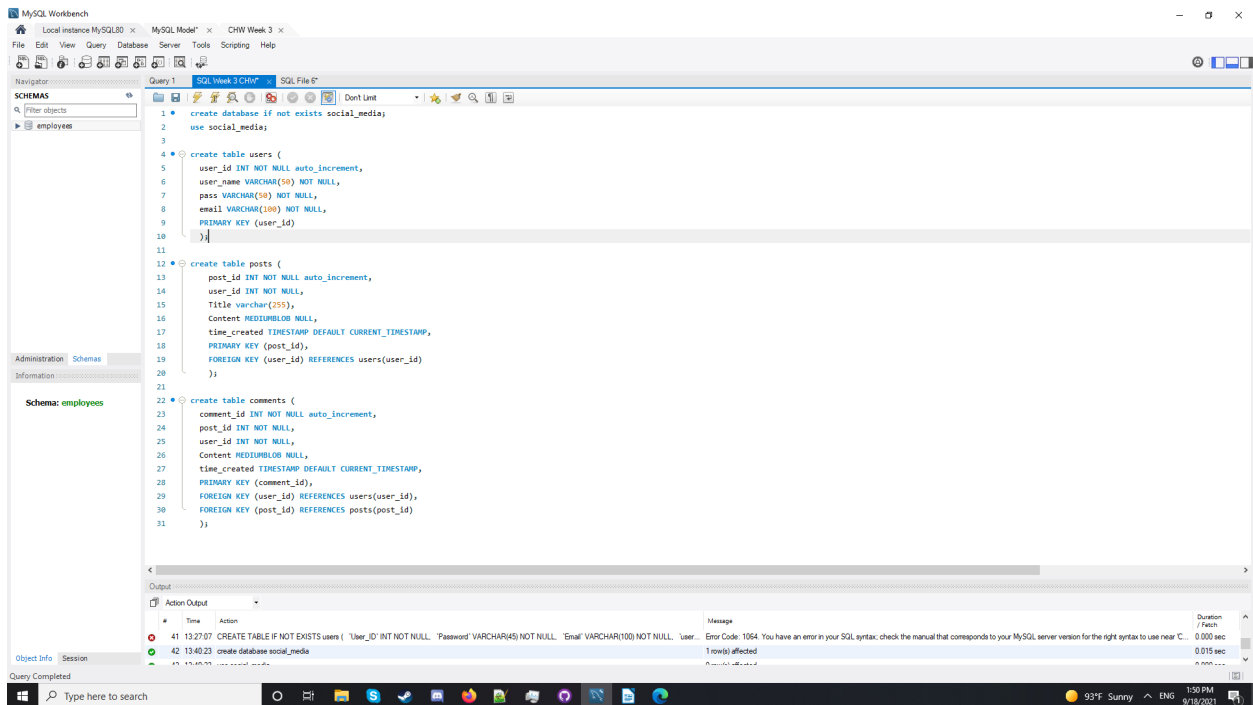 MySQL Workbench
Local instance MySQL80 × MySQL Model* × CHW Week 3 ×
File Edit View Query Database Server Tools Scripting Help
Navigator
SCHEMAS
Filter objects
employees
Administration Schemas
Information
Schema: employees
Object Info Session
Query 1 SQL Week 3 CHW* × SQL File 6*
Don't Limit
1 create database if not exists social_media;
2 use social_media;
3
4 create table users (
5 user_id INT NOT NULL auto_increment,
6 user_name VARCHAR(50) NOT NULL,
7 pass VARCHAR(50) NOT NULL,
8 email VARCHAR(100) NOT NULL,
9 PRIMARY KEY (user_id)
10 );
11
12 create table posts (
13 post_id INT NOT NULL auto_increment,
14 user_id INT NOT NULL,
15 Title varchar(255),
16 Content MEDIUMBLOB NULL,
17 time_created TIMESTAMP DEFAULT CURRENT_TIMESTAMP,
18 PRIMARY KEY (post_id),
19 FOREIGN KEY (user_id) REFERENCES users(user_id)
20 );
21
22 create table comments (
23 comment_id INT NOT NULL auto_increment,
24 post_id INT NOT NULL,
25 user_id INT NOT NULL,
26 Content MEDIUMBLOB NULL,
27 time_created TIMESTAMP DEFAULT CURRENT_TIMESTAMP,
28 PRIMARY KEY (comment_id),
29 FOREIGN KEY (user_id) REFERENCES users(user_id),
30 FOREIGN KEY (post_id) REFERENCES posts(post_id)
31 );
Output
Action Output
# Time Action Message Duration / Fetch
41 13:27:07 CREATE TABLE IF NOT EXISTS users ( `User_ID` INT NOT NULL, `Password` VARCHAR(45) NOT NULL, `Email` VARCHAR(100) NOT NULL, `user... Error Code: 1064. You have an error in your SQL syntax; check the manual that corresponds to your MySQL server version for the right syntax to use near 'C... 0.000 sec
42 13:40:23 create database social_media 1 row(s) affected 0.015 sec
43 13:40:23 use social_media 0 row(s) affected 0.000 sec
Query Completed
Type here to search
93°F Sunny ENG 1:50 PM
9/18/2021